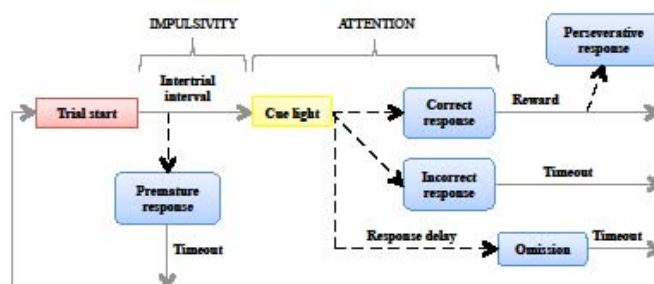 IMPULSIVITY
ATTENTION
Perseverative
response
Intertrial
interval
Trial start
Cue light
Correct
response
Reward
Incorrect
response
Timeout
Premature
response
Timeout
Response delay
Omission
Timeout